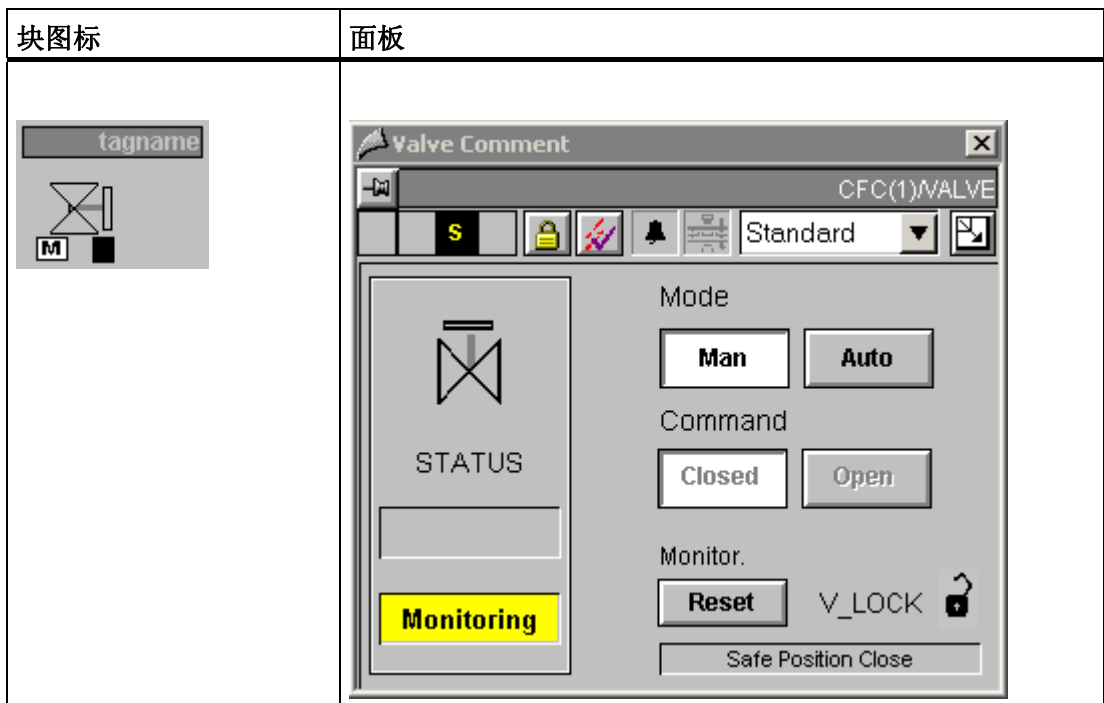 块图标 面板
tagname
M
Valve Comment
CFC(1)/VALVE
S Standard
Mode
Man Auto
Command
STATUS
Closed Open
Monitor.
Monitoring
Reset V_LOCK
Safe Position Close